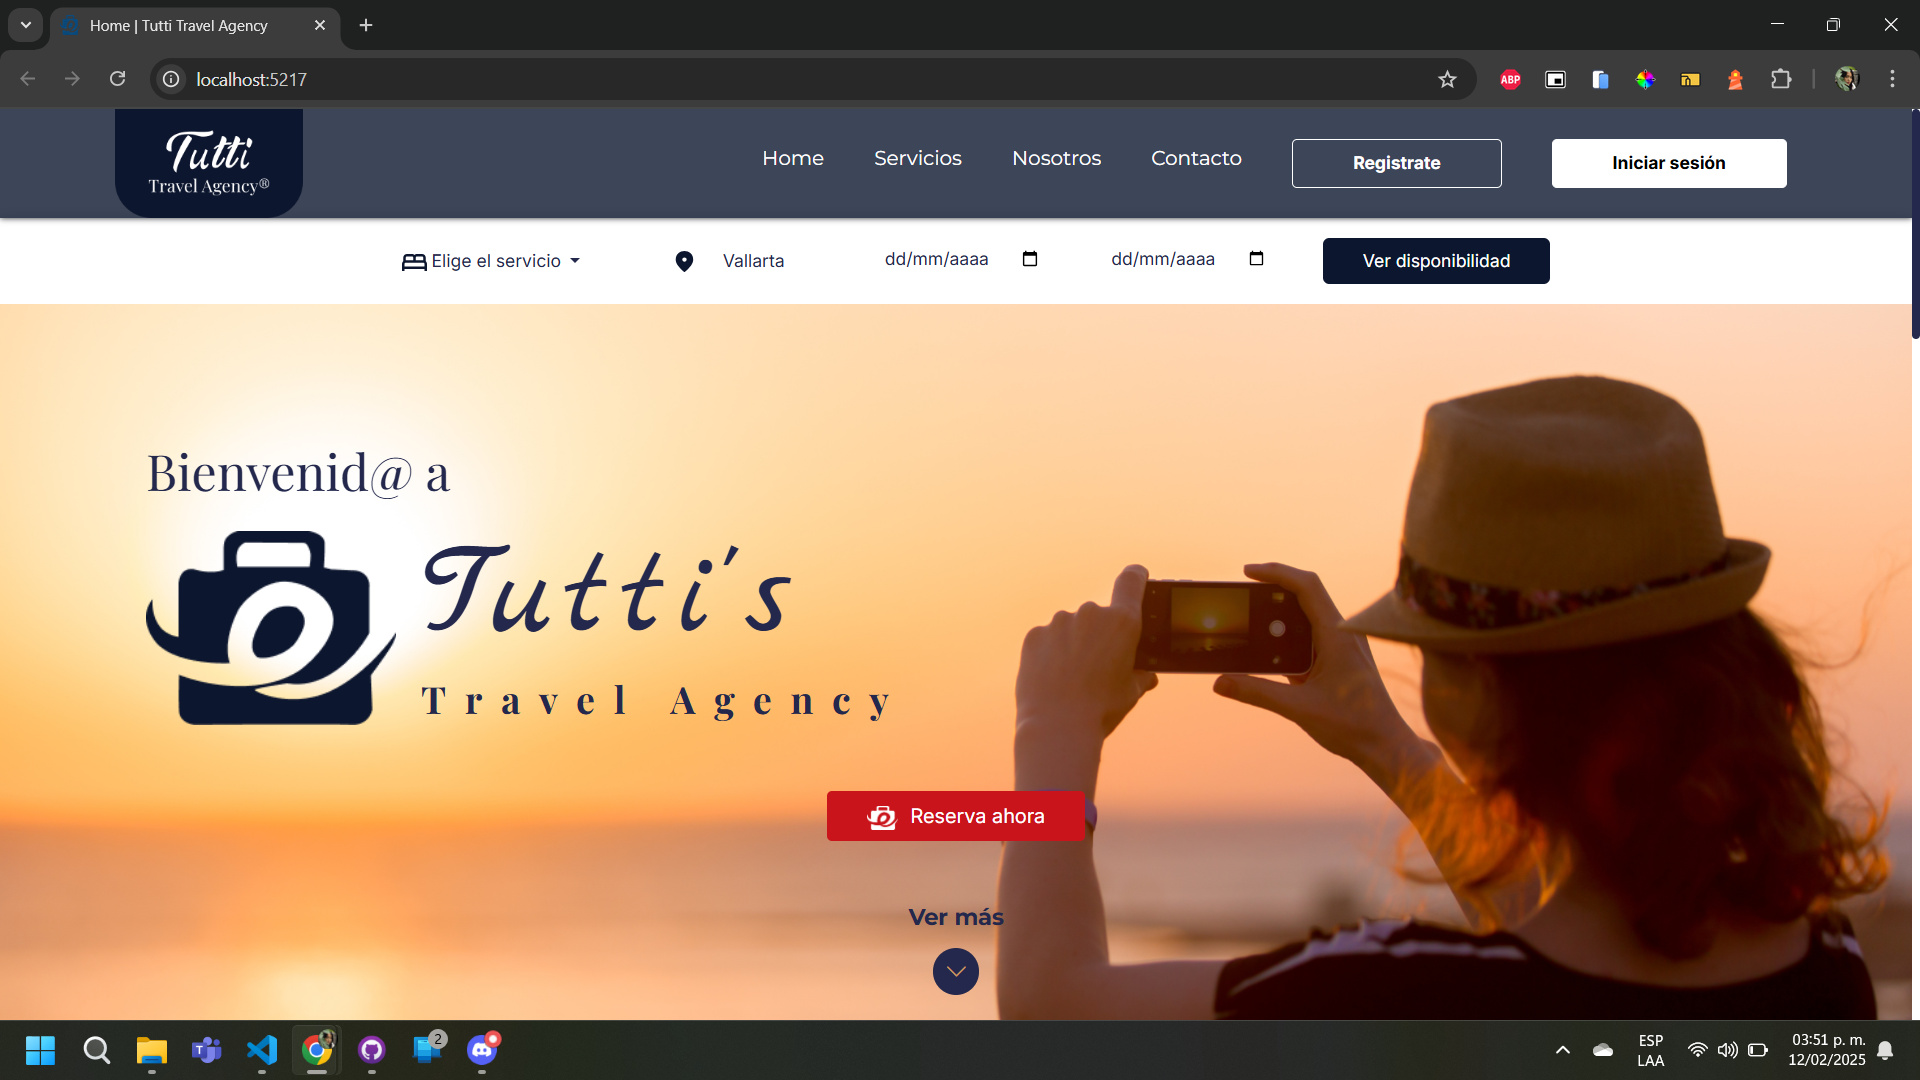 Home | Tutti Travel Agency
localhost:5217
ABP
Tutti
Travel Agency®
Home
Servicios
Nosotros
Contacto
Registrate
Iniciar sesión
Elige el servicio
Vallarta
dd/mm/aaaa
dd/mm/aaaa
Ver disponibilidad
Bienvenid@ a
Tutti's
Travel Agency
Reserva ahora
Ver más
T
2
ESP
LAA
03:51 p. m.
12/02/2025